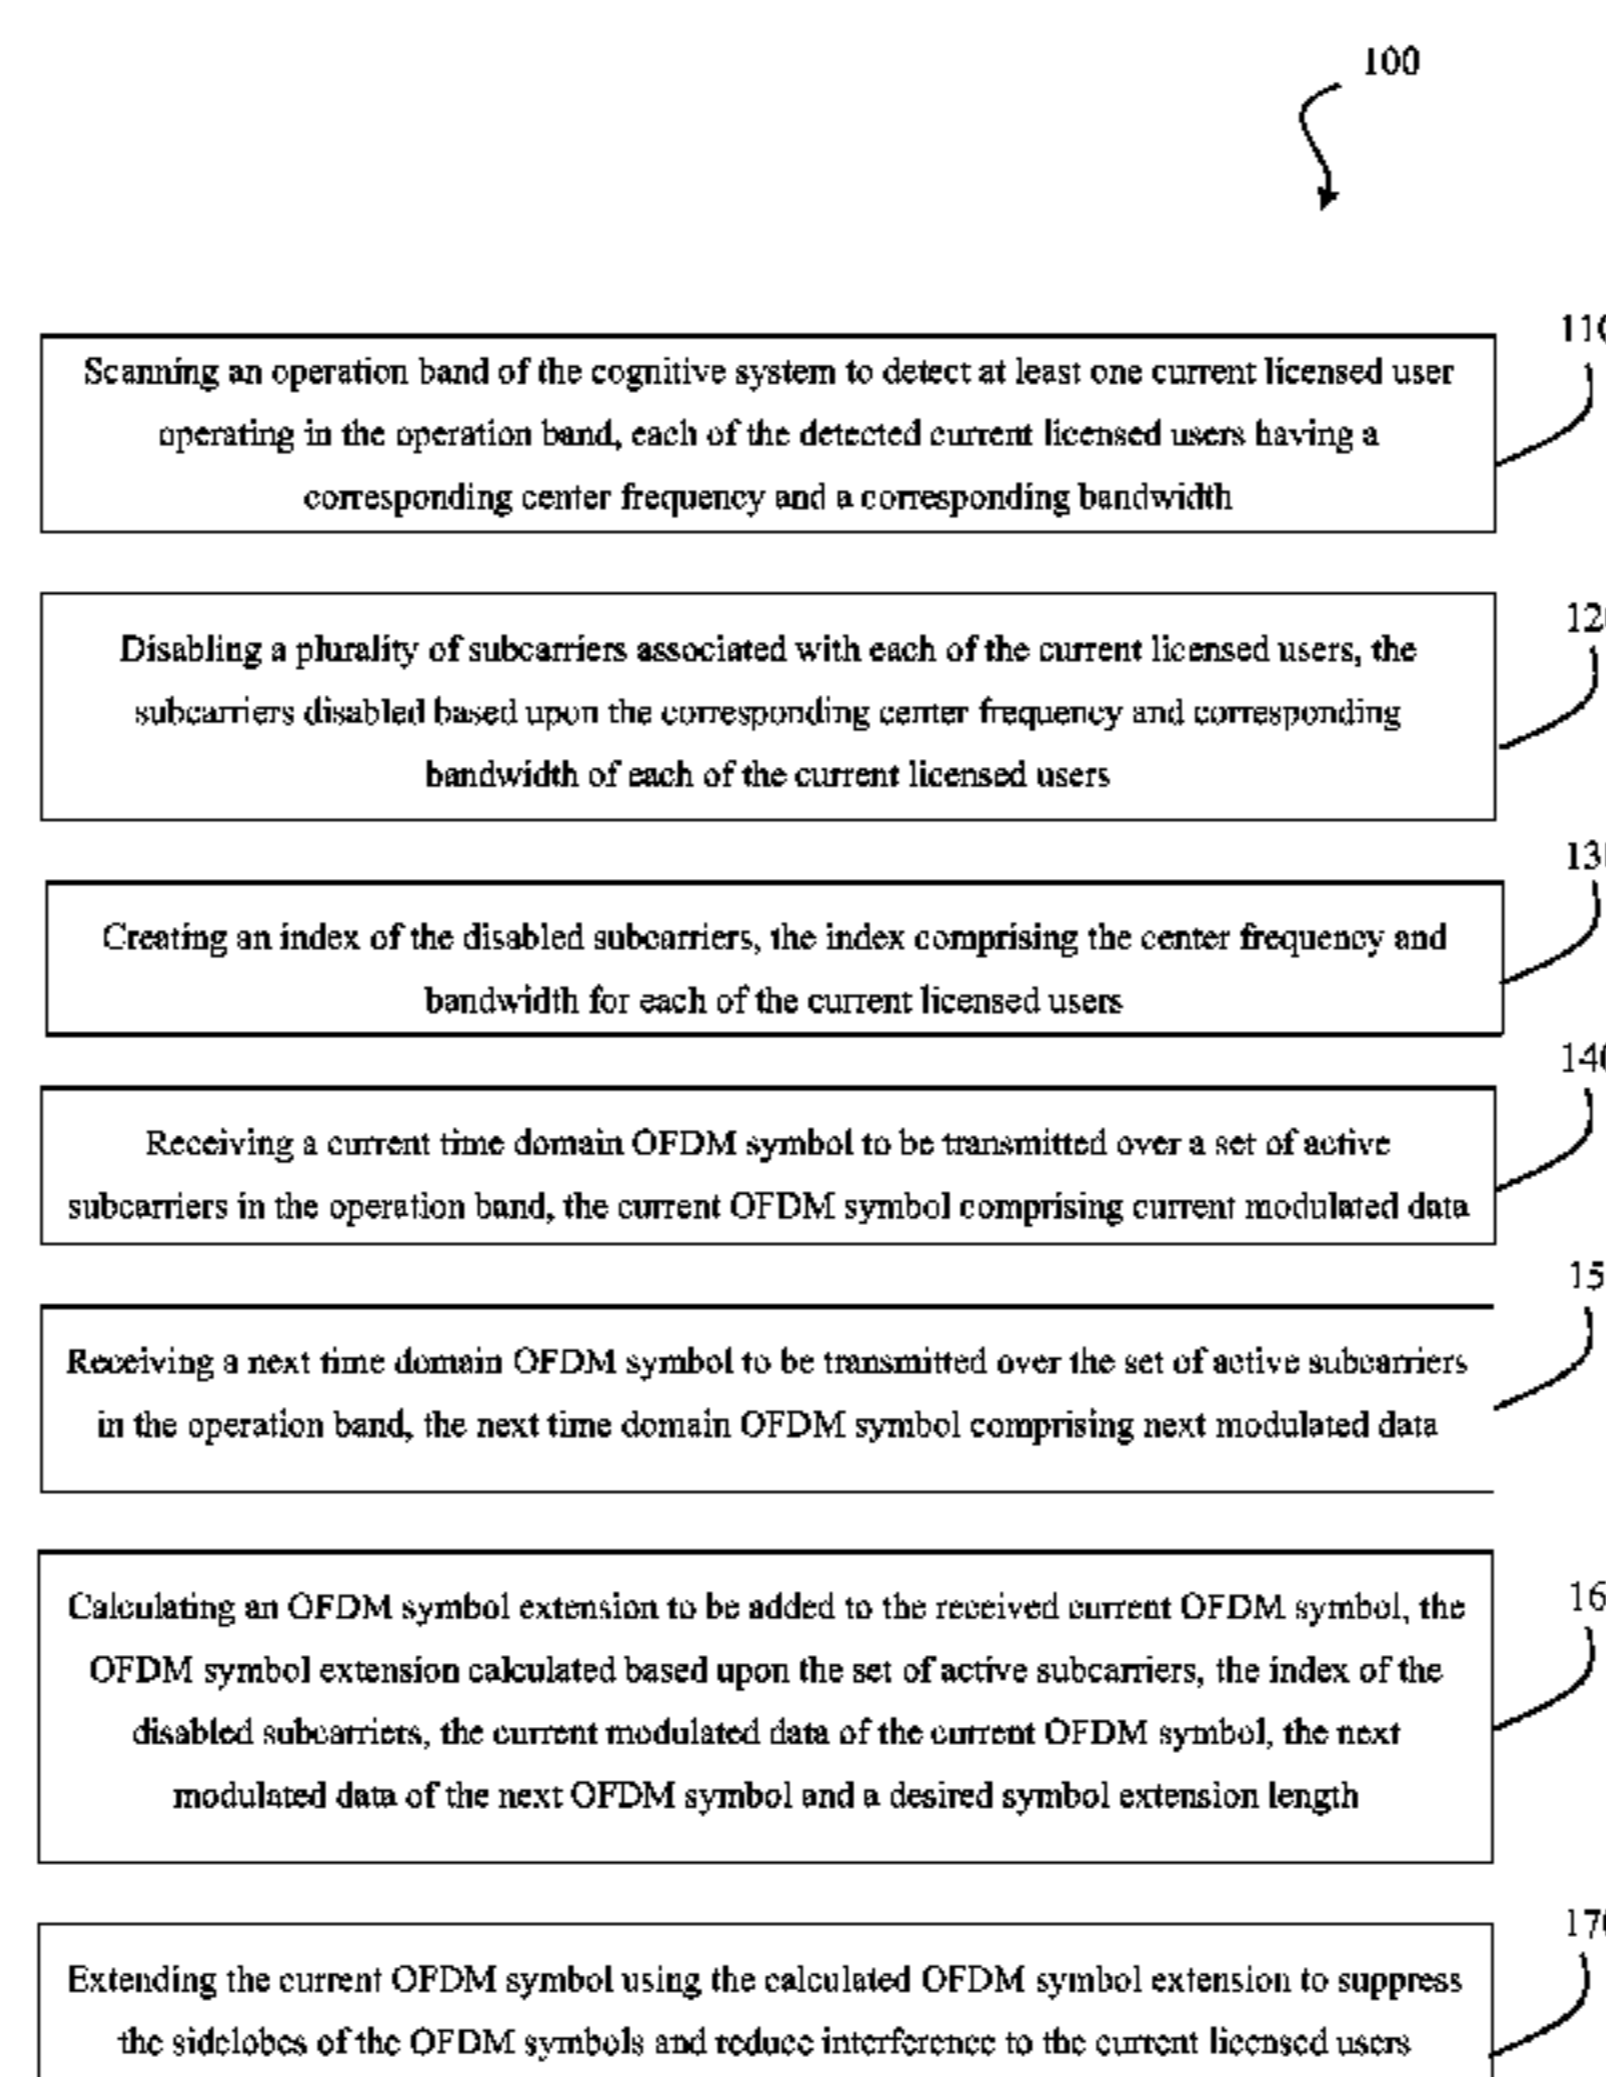 100
110
Scanning an operation band of the cognitive system to detect at least one current licensed user
operating in the operation band, each of the detected current licensed users having a
corresponding center frequency and a corresponding bandwidth
120
Disabling a plurality of subcarriers associated with each of the current licensed users, the
subcarriers disabled based upon the corresponding center frequency and corresponding
bandwidth of each of the current licensed users
13
Creating an index of the disabled subcarriers, the index comprising the center frequency and
bandwidth for each of the current licensed users
140
Receiving a current time domain OFDM symbol to be transmitted over a set of active
subcarriers in the operation band, the current OFDM symbol comprising current modulated data
15
Receiving a next time domain OFDM symbol to be transmitted over the set of active subcarriers
in the operation band, the next time domain OFDM symbol comprising next modulated data
16
Calculating an OFDM symbol extension to be added to the received current OFDM symbol, the
OFDM symbol extension calculated based upon the set of active subcarriers, the index of the
disabled subcarriers, the current modulated data of the current OFDM symbol, the next
modulated data of the next OFDM symbol and a desired symbol extension length
170
Extending the current OFDM symbol using the calculated OFDM symbol extension to suppress
the sidelobes of the OFDM symbols and reduce interference to the current licensed users